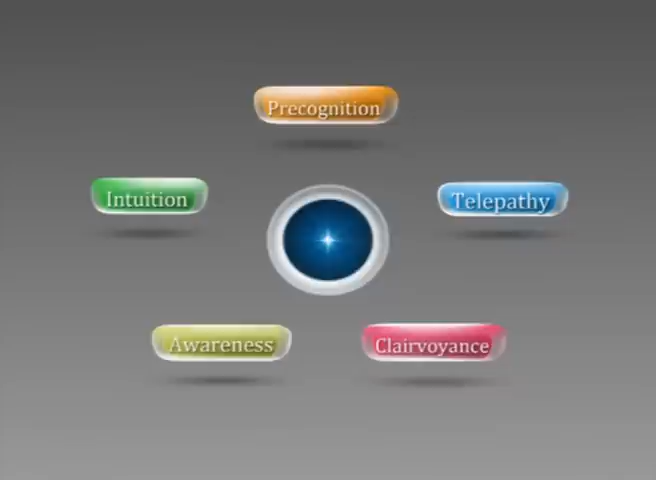 Precognition
Intuition
Telepathy
Awareness
Clairvoyance